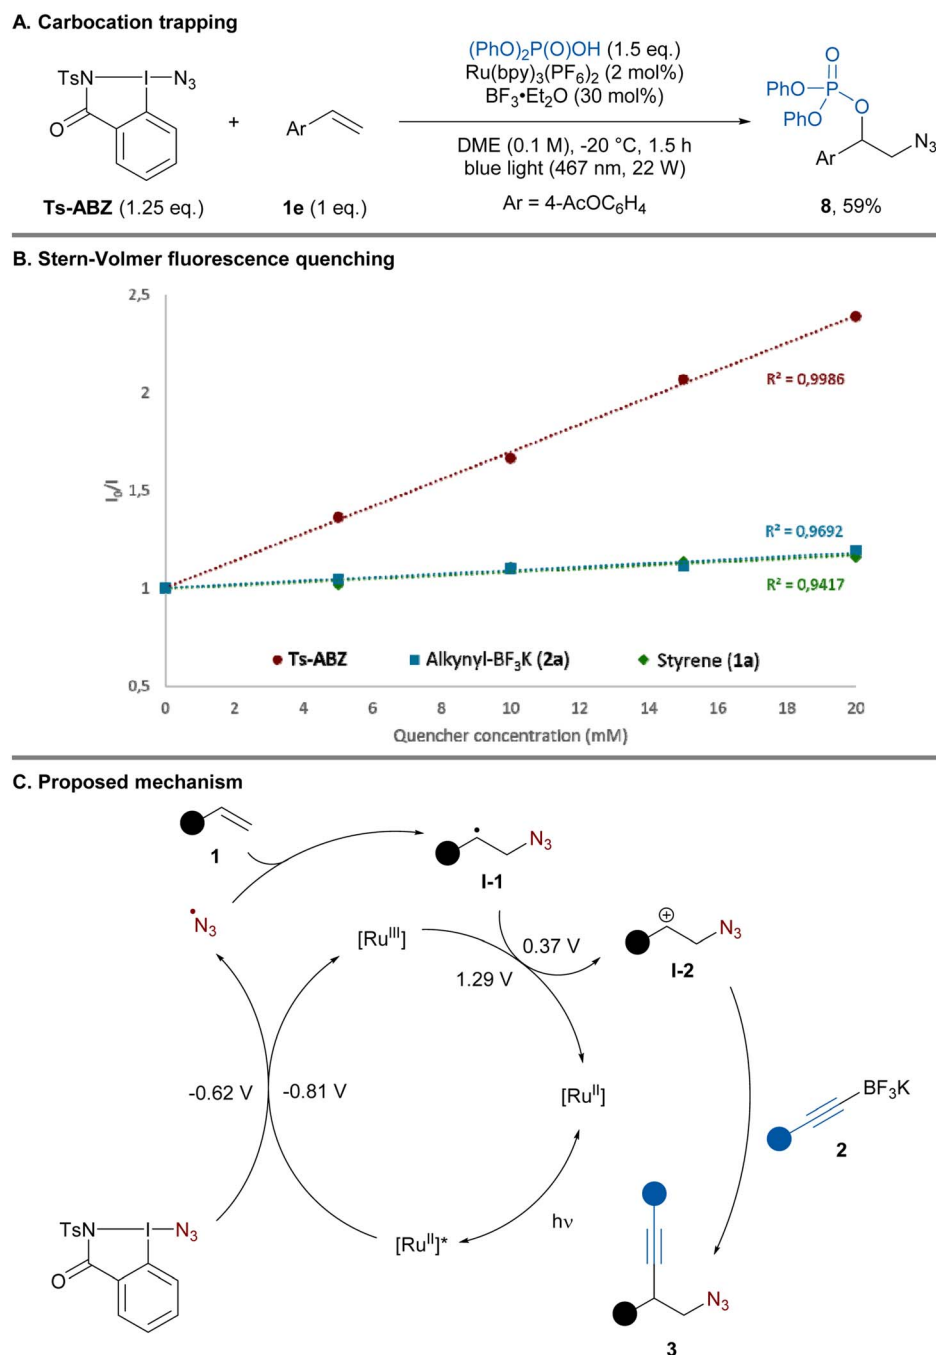 A. Carbocation trapping
TsN I N₃
O
Ts-ABZ (1.25 eq.)
+
Ar
1e (1 eq.)
(PhO)₂P(O)OH (1.5 eq.)
Ru(bpy)₃(PF₆)₂ (2 mol%)
BF₃•Et₂O (30 mol%)
DME (0.1 M), -20 °C, 1.5 h
blue light (467 nm, 22 W)
Ar = 4-AcOC₆H₄
O
PhO P
PhO O
Ar N₃
8, 59%
B. Stern-Volmer fluorescence quenching
2,5
2
1,5
1
0,5
I₀/I
R² = 0,9986
R² = 0,9692
R² = 0,9417
Ts-ABZ
Alkynyl-BF₃K (2a)
Styrene (1a)
0 2 4 6 8 10 12 14 16 18 20
Quencher concentration (mM)
C. Proposed mechanism
1
N₃
I-1
•N₃
[Ruᴵᴵᴵ]
0.37 V
1.29 V
⊕
N₃
I-2
-0.62 V
-0.81 V
[Ruᴵᴵ]
BF₃K
2
hν
[Ruᴵᴵ]*
TsN I N₃
O
N₃
3